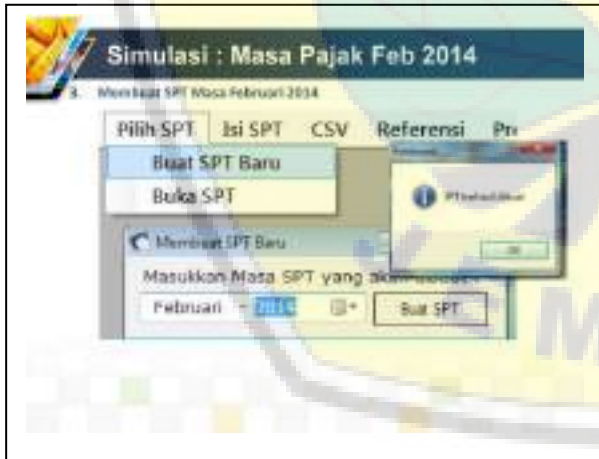 Simulasi : Masa Pajak Feb 2014
3. Membuat SPT Masa Februari 2014
Pilih SPT Isi SPT CSV Referensi
Buat SPT Baru
Buka SPT
Membuat SPT Baru
Masukkan Masa SPT yang
Februari - 2014 Buat SPT